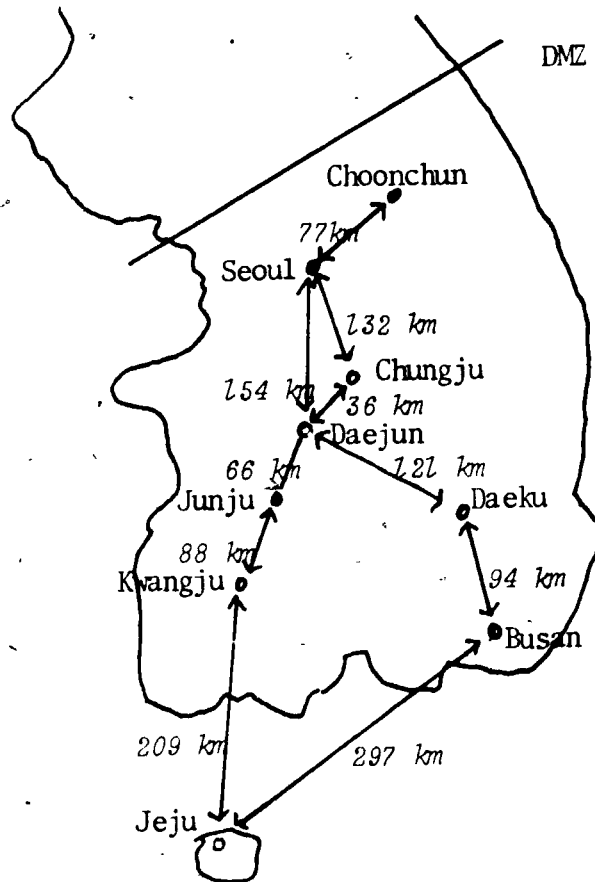 DMZ
Choonchun
77km
Seoul
132 km
Chungju
154 km
36 km
Daejun
66 km
121 km
Junju
Daeku
88 km
Kwangju
94 km
Busan
209 km
297 km
Jeju